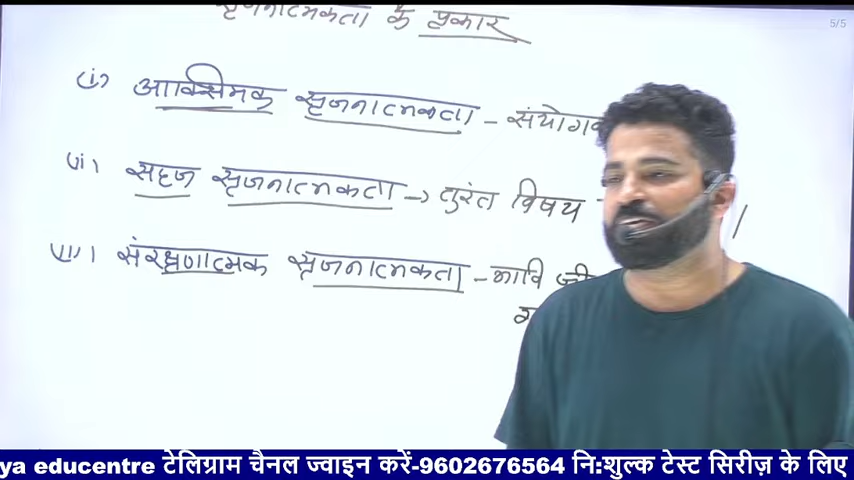 सृजनात्मकता के प्रकार
5/5
(i) आकस्मिक सृजनात्मकता - संयोगव
(ii) सहज सृजनात्मकता → तुरंत विषय -
(iii) संरक्षणात्मक सृजनात्मकता - भावि जी
ya educentre टेलिग्राम चैनल ज्वाइन करें-9602676564 नि:शुल्क टेस्ट सिरीज़ के लिए